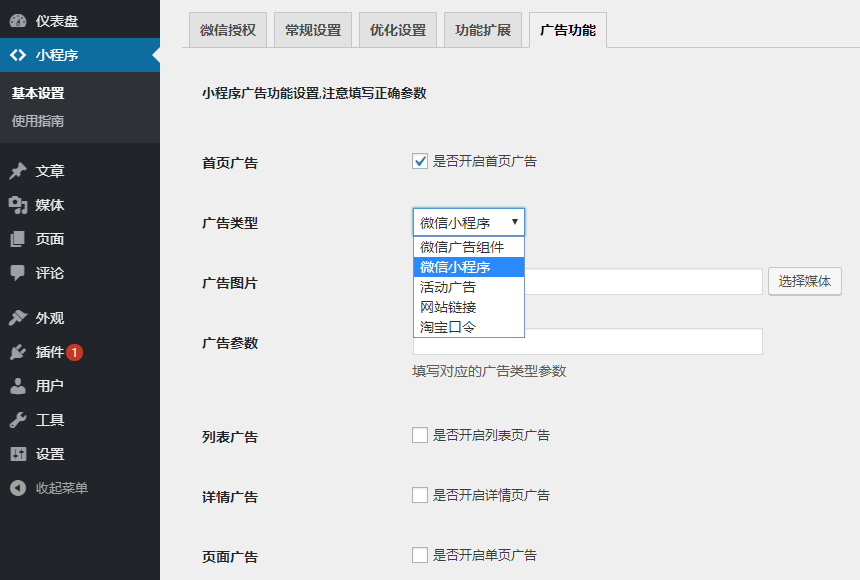 仪表盘
小程序
基本设置
使用指南
文章
媒体
页面
评论
外观
插件 1
用户
工具
设置
收起菜单
微信授权 常规设置 优化设置 功能扩展 广告功能
小程序广告功能设置,注意填写正确参数
首页广告 是否开启首页广告
广告类型 微信小程序
微信广告组件
微信小程序
活动广告
网站链接
淘宝口令
广告图片 选择媒体
广告参数
填写对应的广告类型参数
列表广告 是否开启列表页广告
详情广告 是否开启详情页广告
页面广告 是否开启单页广告